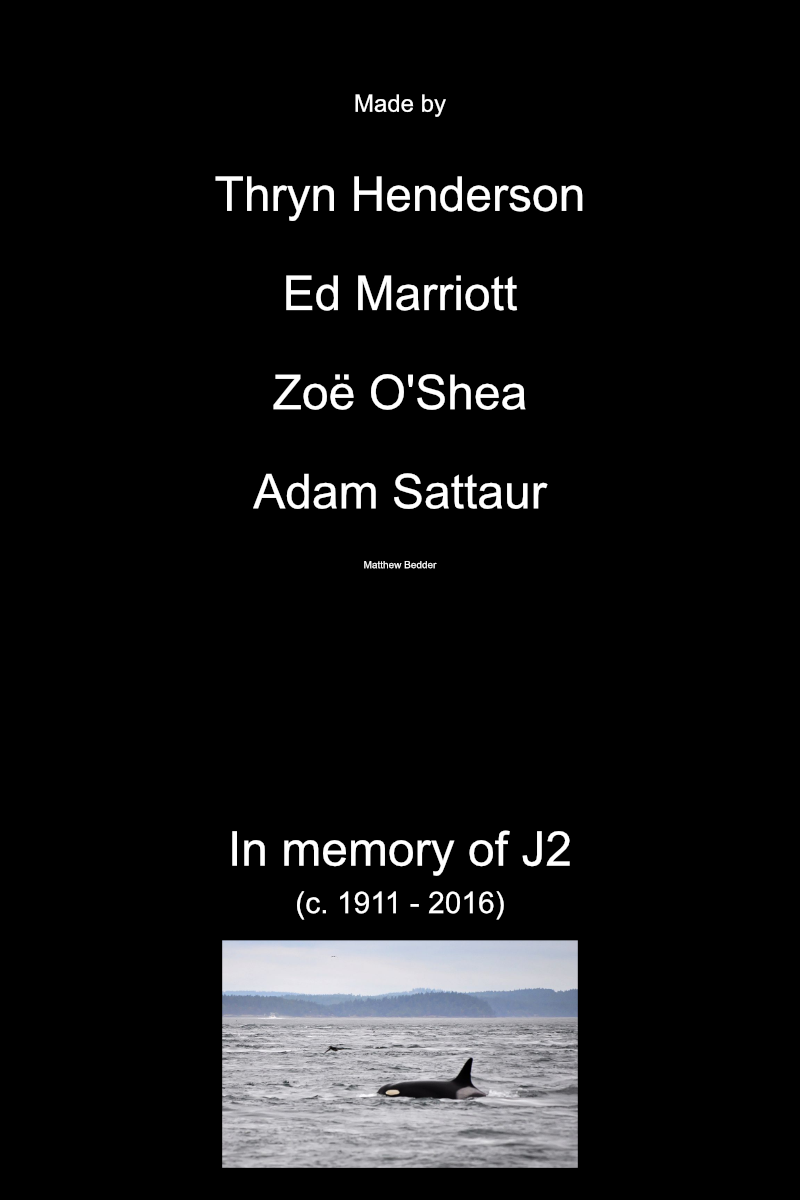 Made by
Thryn Henderson
Ed Marriott
Zoë O'Shea
Adam Sattaur
Matthew Bedder
In memory of J2
(c. 1911 - 2016)